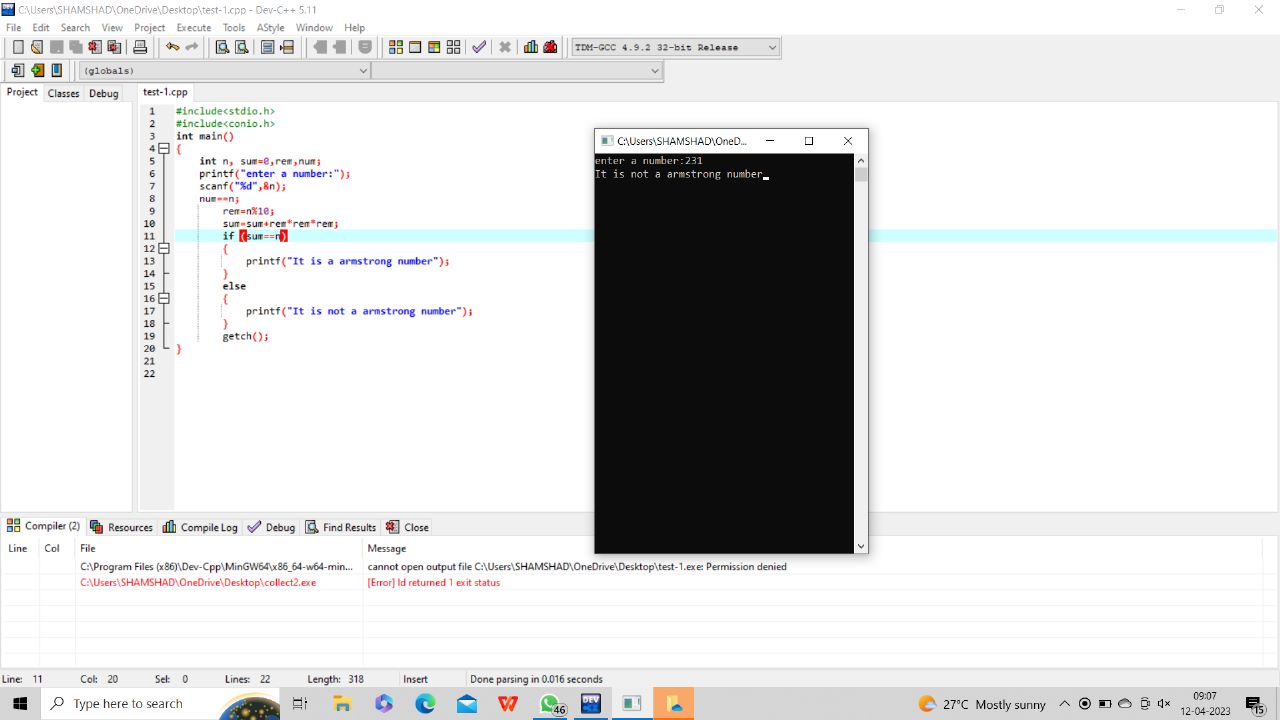 C:\Users\SHAMSHAD\OneDrive\Desktop\test-1.cpp - Dev-C++ 5.11
File Edit Search View Project Execute Tools AStyle Window Help
TDM-GCC 4.9.2 32-bit Release
(globals)
Project Classes Debug test-1.cpp
1 #include<stdio.h>
2 #include<conio.h>
3 int main()
4 {
5 int n, sum=0,rem,num;
6 printf("enter a number:");
7 scanf("%d",&n);
8 num==n;
9 rem=n%10;
10 sum=sum+rem*rem*rem;
11 if (sum==n)
12 {
13 printf("It is a armstrong number");
14 }
15 else
16 {
17 printf("It is not a armstrong number");
18 }
19 getch();
20 }
21
22
C:\Users\SHAMSHAD\OneD...
enter a number:231
It is not a armstrong number
Compiler (2) Resources Compile Log Debug Find Results Close
Line Col File Message
C:\Program Files (x86)\Dev-Cpp\MinGW64\x86_64-w64-min... cannot open output file C:\Users\SHAMSHAD\OneDrive\Desktop\test-1.exe: Permission denied
C:\Users\SHAMSHAD\OneDrive\Desktop\collect2.exe [Error] ld returned 1 exit status
Line: 11 Col: 20 Sel: 0 Lines: 22 Length: 318 Insert Done parsing in 0.016 seconds
Type here to search 46 DEV 27°C Mostly sunny 09:07
12-04-2023 15